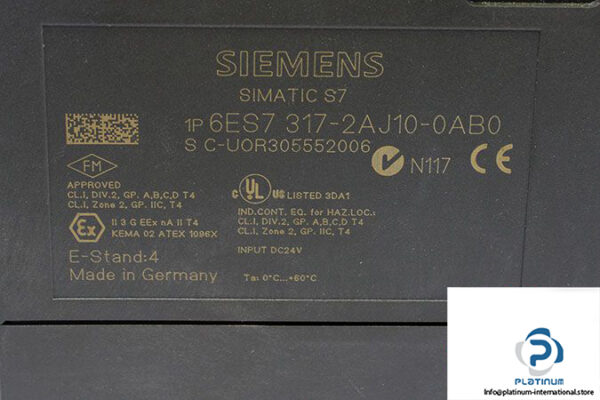 SIEMENS
SIMATIC S7
1P 6ES7 317-2AJ10-0AB0
S C-U0R305552006
N117 CE
FM
APPROVED
CL.I, DIV.2, GP. A,B,C,D T4
CL.I, Zone 2, GP. IIC, T4
Ex II 3 G EEx nA II T4
KEMA 02 ATEX 1096X
E-Stand:4
Made in Germany
C UL US LISTED 3DA1
IND.CONT. EQ. for HAZ.LOC.:
CL.I, DIV.2, GP. A,B,C,D T4
CL.I, Zone 2, GP. IIC, T4
INPUT DC24V
Ta: 0°C...+60°C
PLATINUM
info@platinum-international.store